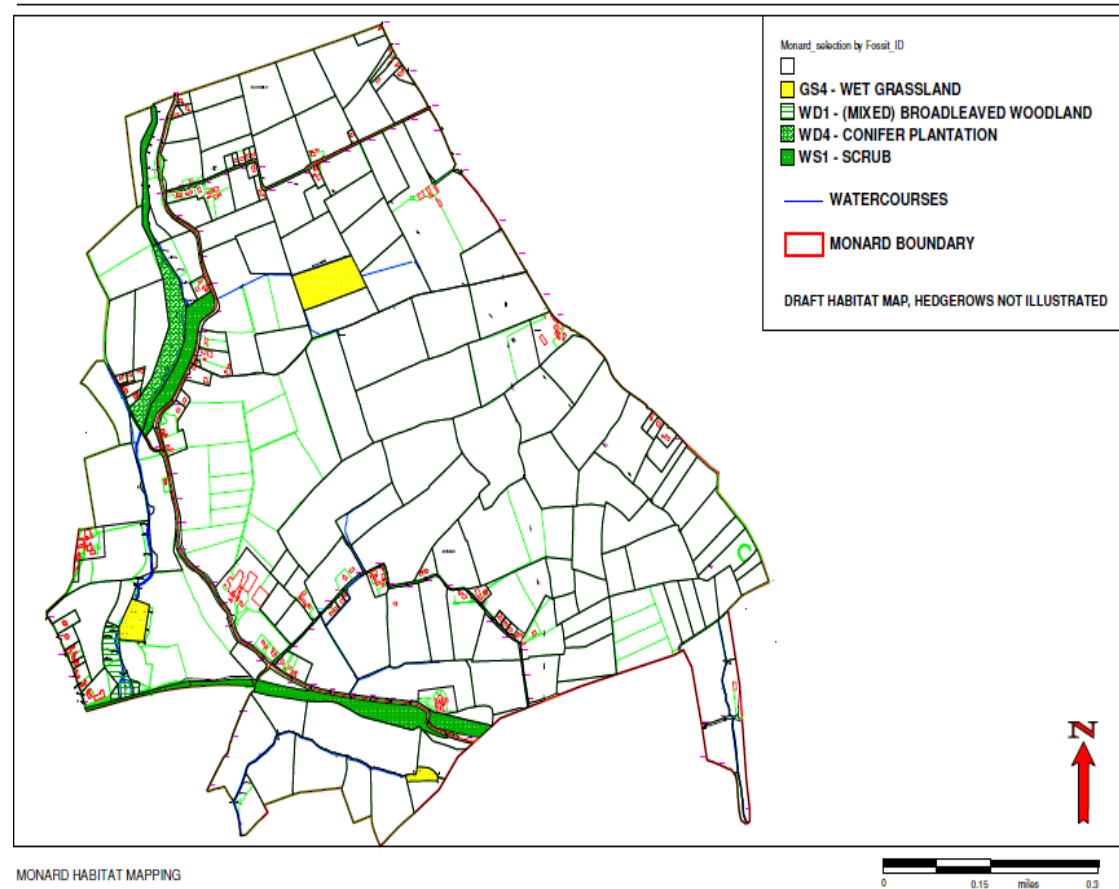 Monard_selection by Fossit_ID
GS4 - WET GRASSLAND
WD1 - (MIXED) BROADLEAVED WOODLAND
WD4 - CONIFER PLANTATION
WS1 - SCRUB
WATERCOURSES
MONARD BOUNDARY
DRAFT HABITAT MAP, HEDGEROWS NOT ILLUSTRATED
N
MONARD HABITAT MAPPING
0 0.15 miles 0.3